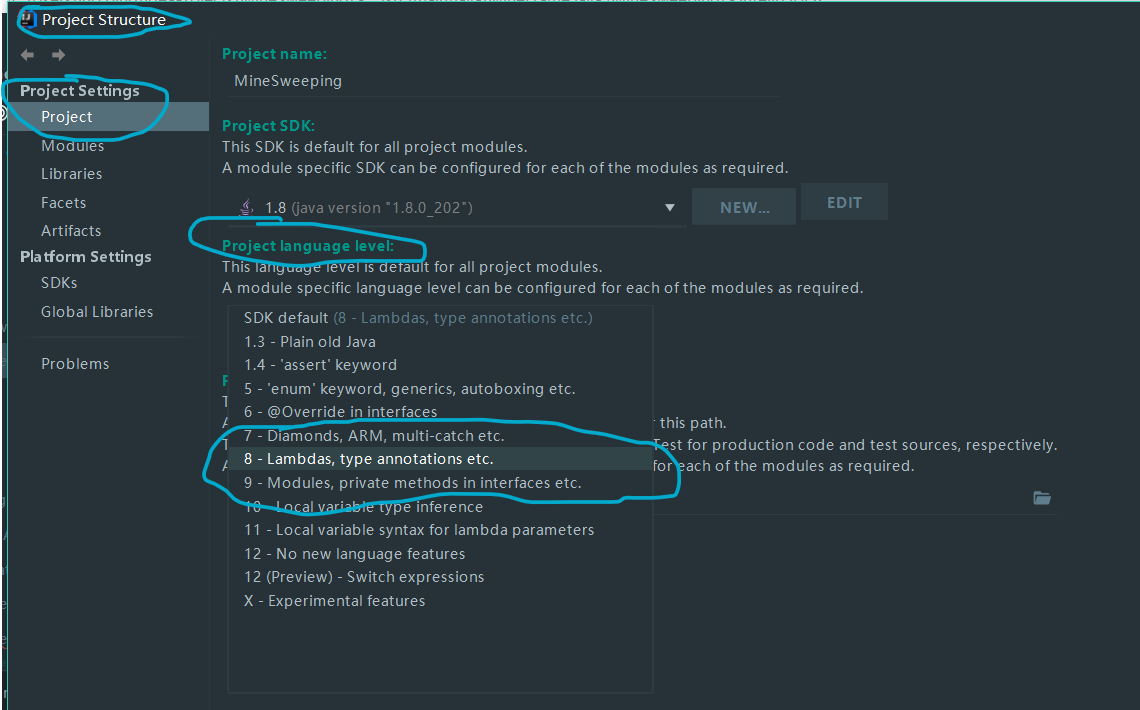 Project Structure
Project Settings
Project
Modules
Libraries
Facets
Artifacts
Platform Settings
SDKs
Global Libraries
Problems
Project name:
MineSweeping
Project SDK:
This SDK is default for all project modules.
A module specific SDK can be configured for each of the modules as required.
1.8 (java version "1.8.0_202")
NEW...
EDIT
Project language level:
This language level is default for all project modules.
A module specific language level can be configured for each of the modules as required.
SDK default (8 - Lambdas, type annotations etc.)
1.3 - Plain old Java
1.4 - 'assert' keyword
5 - 'enum' keyword, generics, autoboxing etc.
6 - @Override in interfaces
7 - Diamonds, ARM, multi-catch etc.
8 - Lambdas, type annotations etc.
9 - Modules, private methods in interfaces etc.
10 - Local variable type inference
11 - Local variable syntax for lambda parameters
12 - No new language features
12 (Preview) - Switch expressions
X - Experimental features
this path.
Test for production code and test sources, respectively.
for each of the modules as required.